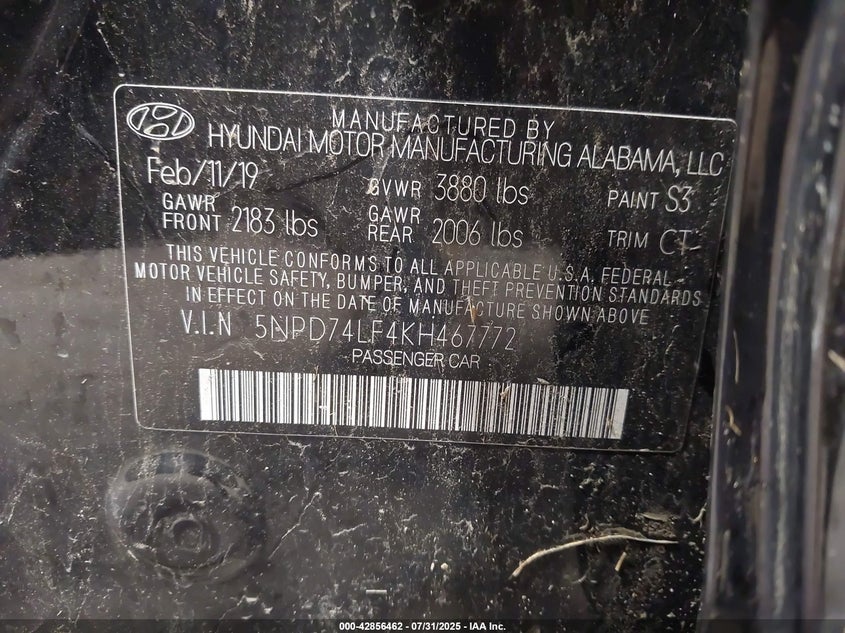 MANUFACTURED BY
HYUNDAI MOTOR MANUFACTURING ALABAMA, LLC
Feb/11/19 GVWR 3880 lbs PAINT S3
GAWR FRONT 2183 lbs GAWR REAR 2006 lbs TRIM CT
THIS VEHICLE CONFORMS TO ALL APPLICABLE U.S.A. FEDERAL
MOTOR VEHICLE SAFETY, BUMPER, AND THEFT PREVENTION STANDARDS
IN EFFECT ON THE DATE OF MANUFACTURE SHOWN ABOVE
V.I.N 5NPD74LF4KH467772
PASSENGER CAR
000-42856462 - 07/31/2025 - IAA Inc.